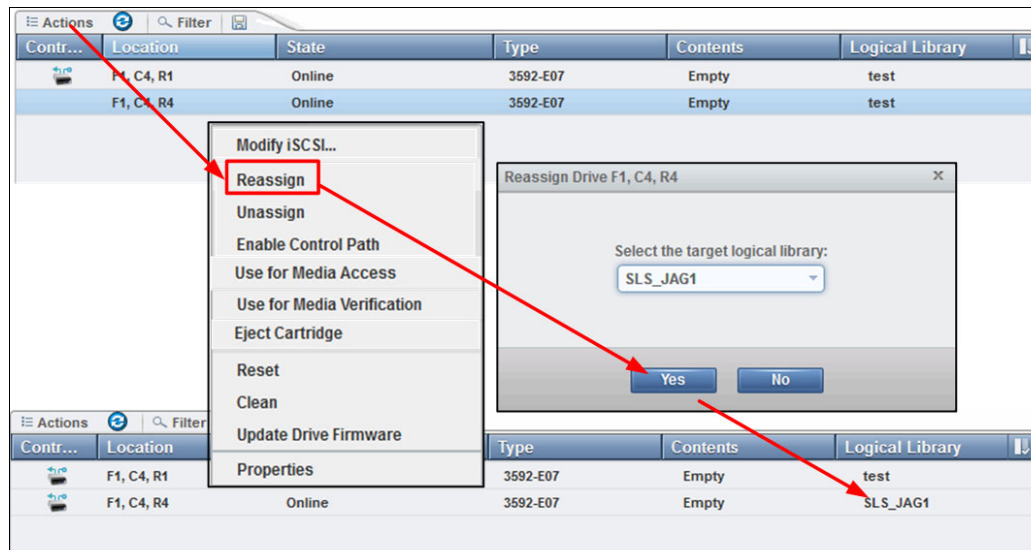 Actions Filter
Contr... Location State Type Contents Logical Library
F1, C4, R1 Online 3592-E07 Empty test
F1, C4, R4 Online 3592-E07 Empty test
Modify iSCSI...
Reassign
Unassign
Enable Control Path
Use for Media Access
Use for Media Verification
Eject Cartridge
Reset
Clean
Update Drive Firmware
Properties
Reassign Drive F1, C4, R4 x
Select the target logical library:
SLS_JAG1
Yes No
Actions Filter
Contr... Location Type Contents Logical Library
F1, C4, R1 3592-E07 Empty test
F1, C4, R4 Online 3592-E07 Empty SLS_JAG1